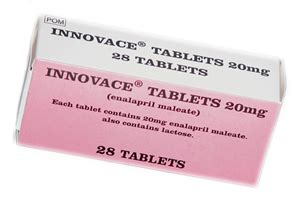 POM
INNOVACE® TABLETS 20mg
28 TABLETS
INNOVACE® TABLETS 20mg
(enalapril maleate)
Each tablet contains 20mg enalapril maleate.
also contains lactose.
28 TABLETS